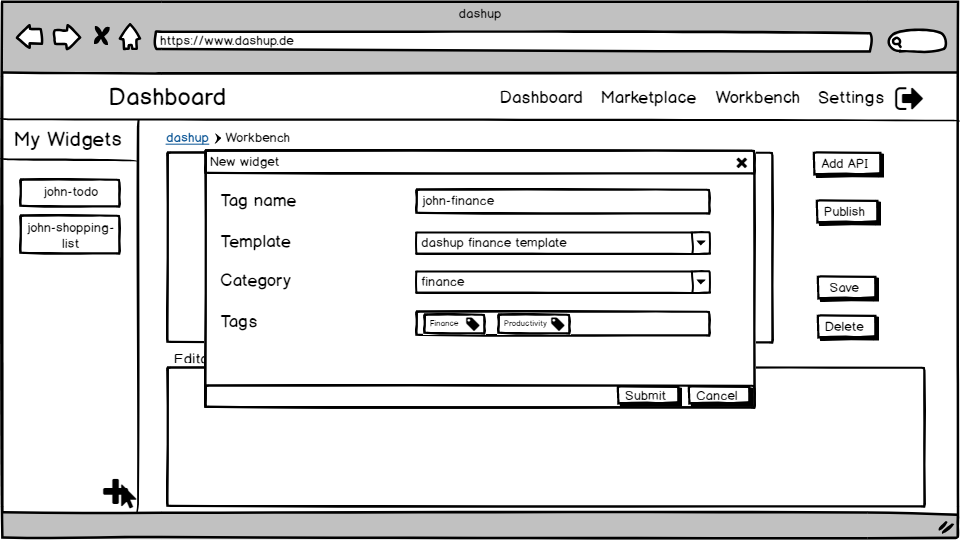 dashup
https://www.dashup.de
Dashboard
Dashboard Marketplace Workbench Settings
My Widgets
john-todo
john-shopping-
list
dashup Workbench
New widget
Tag name
john-finance
Template
dashup finance template
Category
finance
Tags
Finance
Productivity
Submit
Cancel
Add API
Publish
Save
Delete